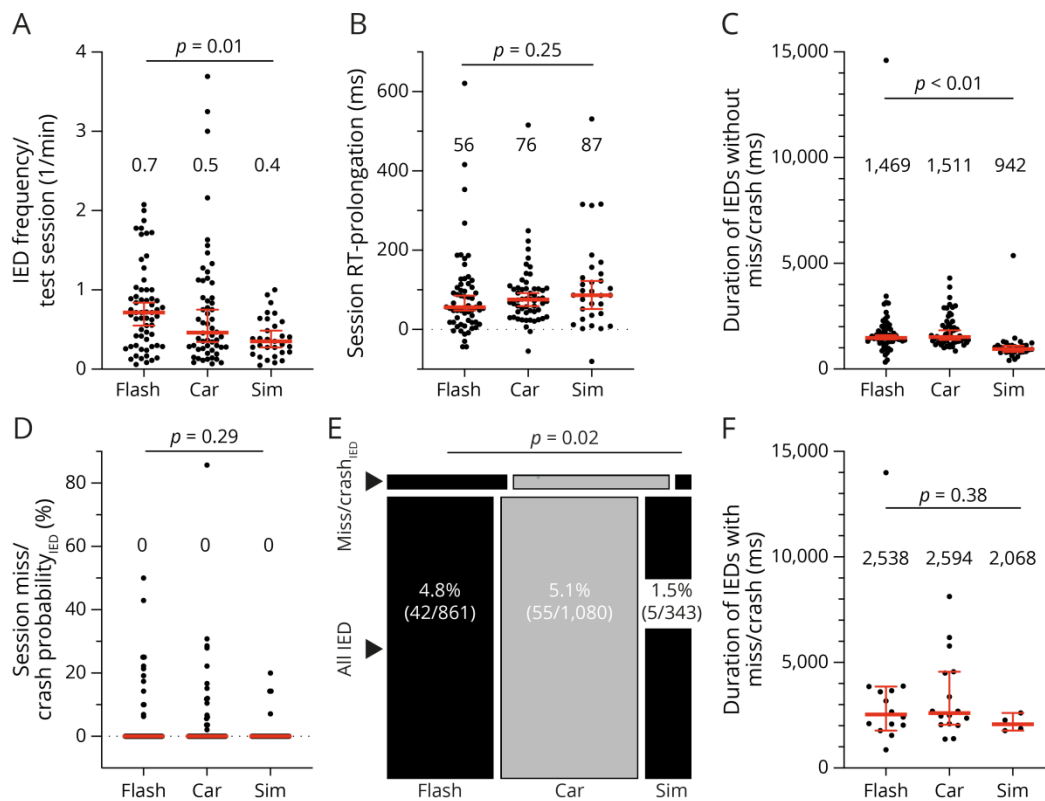 A
p = 0.01
IED frequency/
test session (1/min)
4
3
2
1
0
0.7
0.5
0.4
Flash
Car
Sim
B
p = 0.25
Session RT-prolongation (ms)
600
400
200
0
56
76
87
Flash
Car
Sim
C
p < 0.01
Duration of IEDs without
miss/crash (ms)
15,000
10,000
5,000
0
1,469
1,511
942
Flash
Car
Sim
D
p = 0.29
Session miss/
crash probabilityIED (%)
80
60
40
20
0
0
0
0
Flash
Car
Sim
E
p = 0.02
Miss/crashIED
All IED
4.8%
(42/861)
5.1%
(55/1,080)
1.5%
(5/343)
Flash
Car
Sim
F
p = 0.38
Duration of IEDs with
miss/crash (ms)
15,000
10,000
5,000
0
2,538
2,594
2,068
Flash
Car
Sim